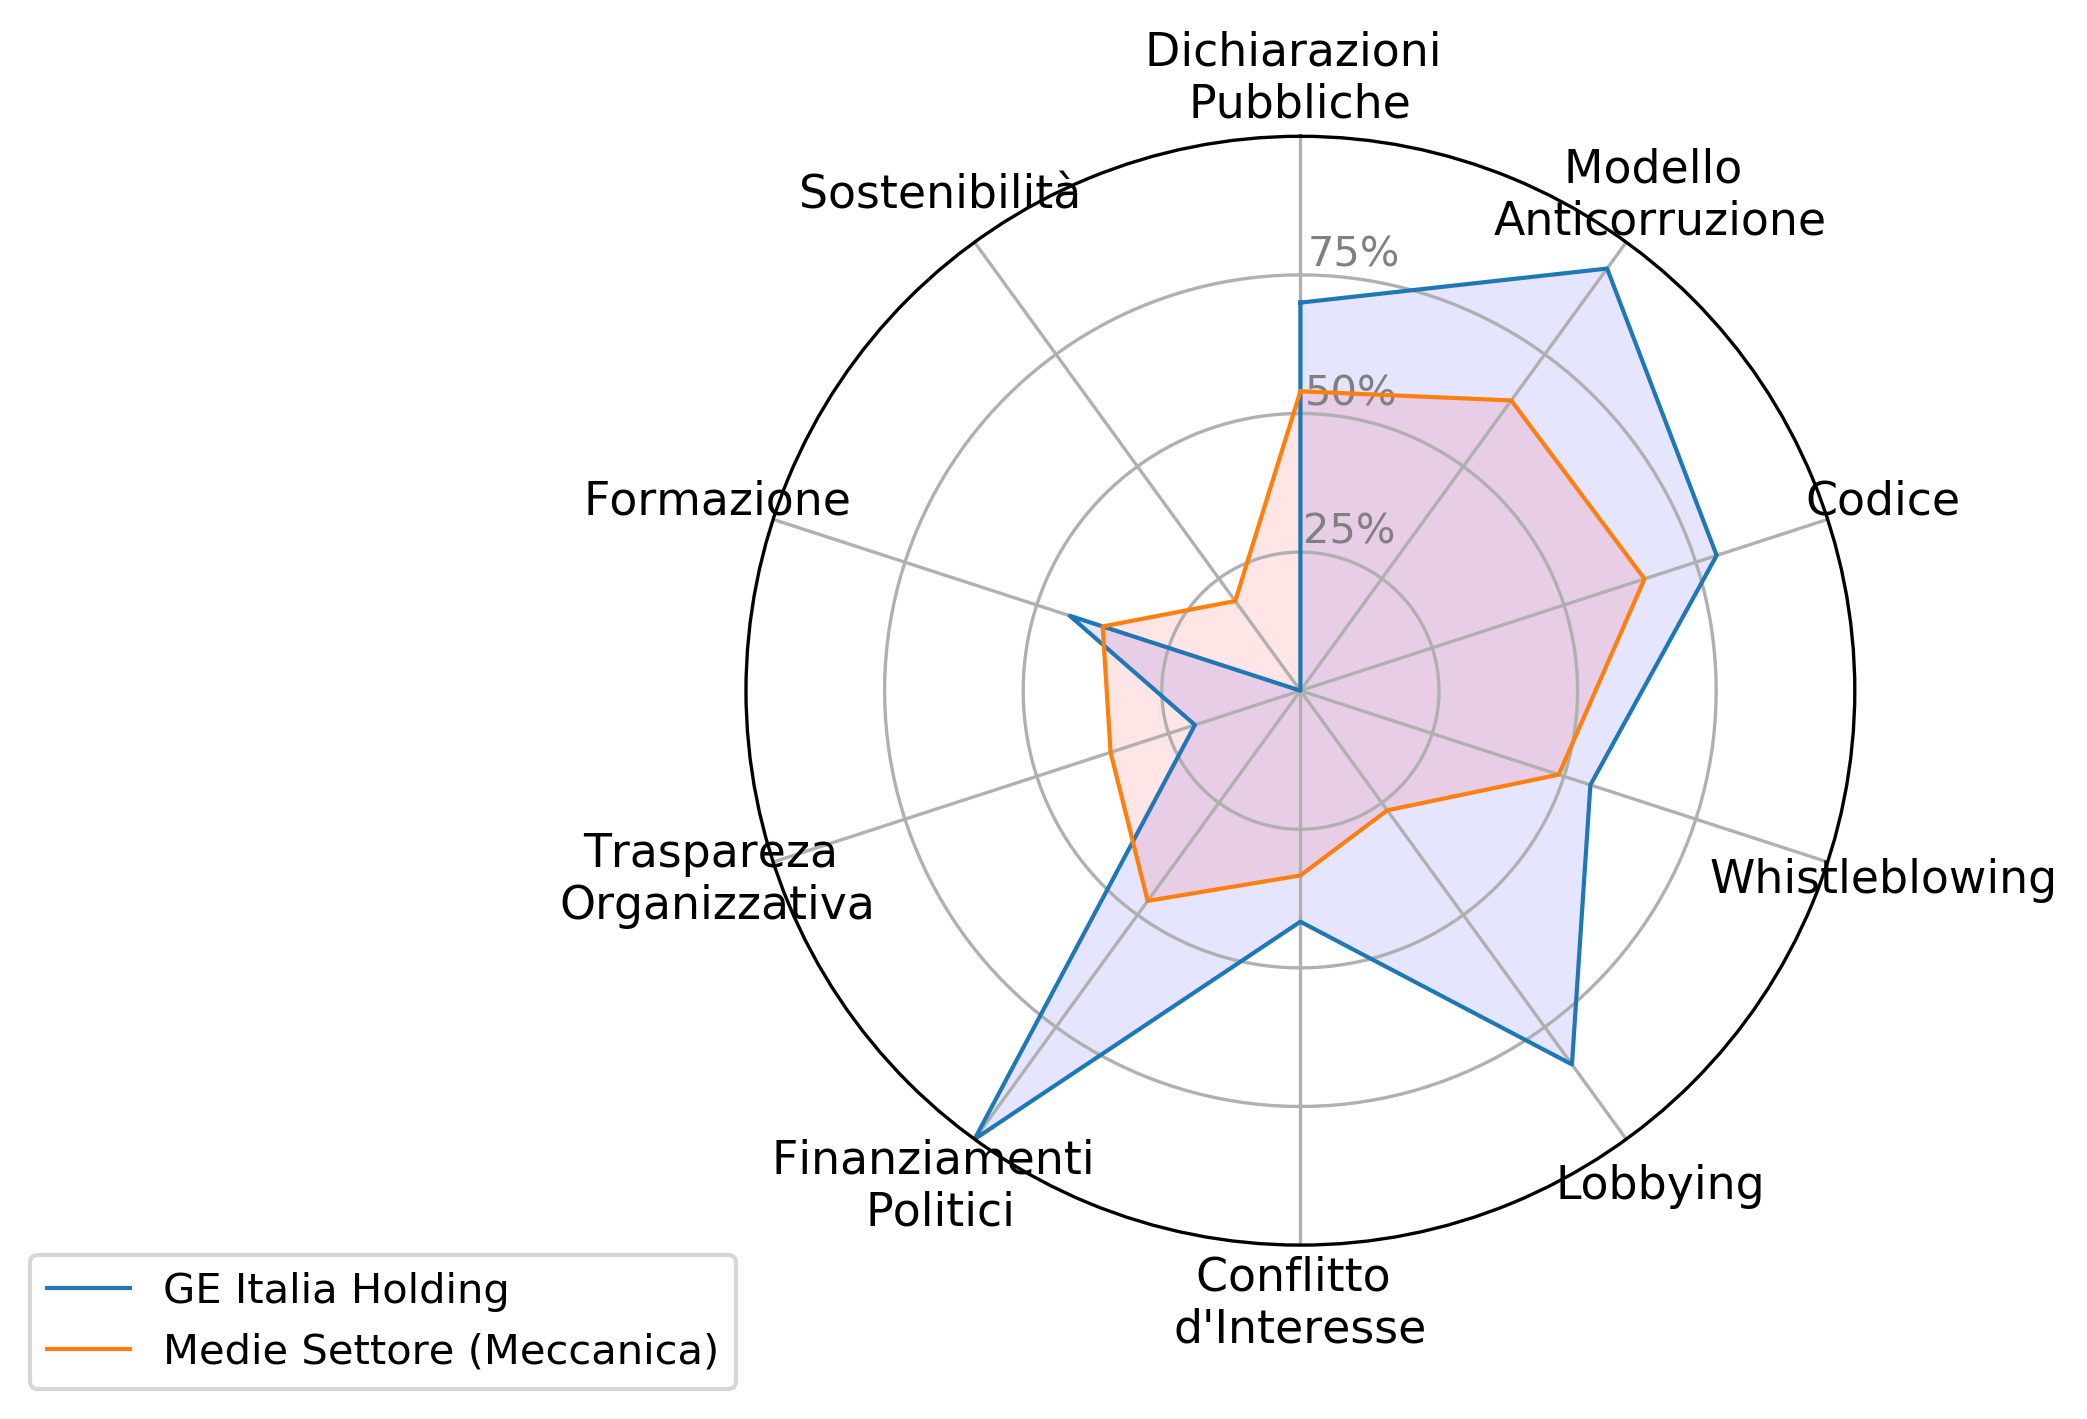 Dichiarazioni
Pubbliche
Modello
Anticorruzione
Sostenibilità
75%
50%
25%
Formazione
Codice
Traspareza
Organizzativa
Whistleblowing
Finanziamenti
Politici
Lobbying
Conflitto
d'Interesse
GE Italia Holding
Medie Settore (Meccanica)